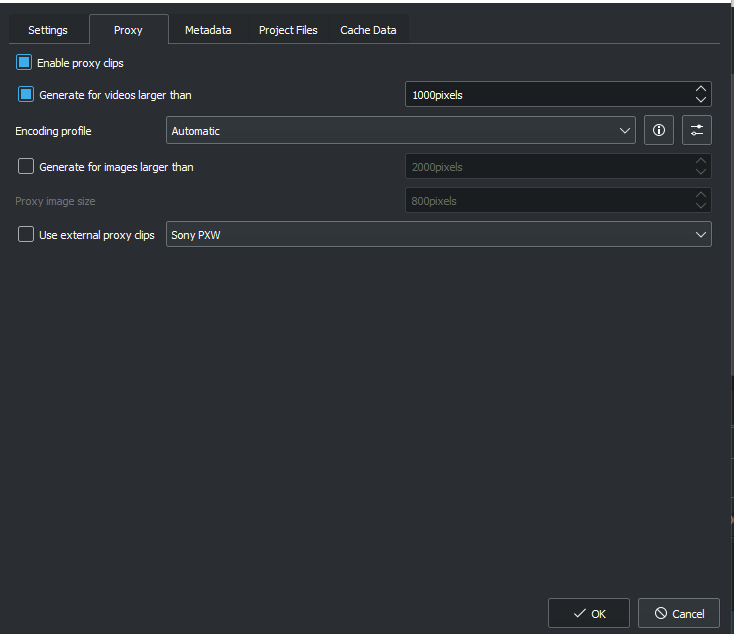 Settings Proxy Metadata Project Files Cache Data
Enable proxy clips
Generate for videos larger than 1000pixels
Encoding profile Automatic
Generate for images larger than 2000pixels
Proxy image size 800pixels
Use external proxy clips Sony PXW
OK Cancel